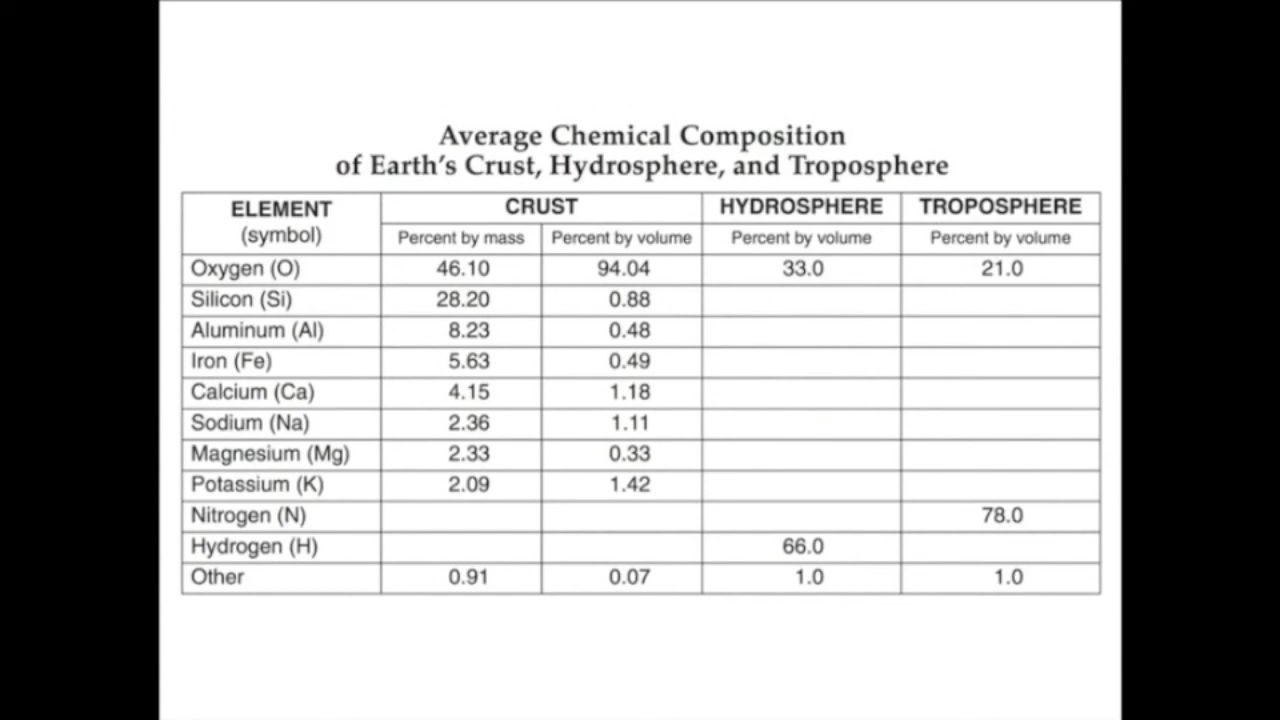 Average Chemical Composition
of Earth's Crust, Hydrosphere, and Troposphere
ELEMENT (symbol) CRUST HYDROSPHERE TROPOSPHERE
Percent by mass Percent by volume Percent by volume Percent by volume
Oxygen (O) 46.10 94.04 33.0 21.0
Silicon (Si) 28.20 0.88
Aluminum (Al) 8.23 0.48
Iron (Fe) 5.63 0.49
Calcium (Ca) 4.15 1.18
Sodium (Na) 2.36 1.11
Magnesium (Mg) 2.33 0.33
Potassium (K) 2.09 1.42
Nitrogen (N) 78.0
Hydrogen (H) 66.0
Other 0.91 0.07 1.0 1.0